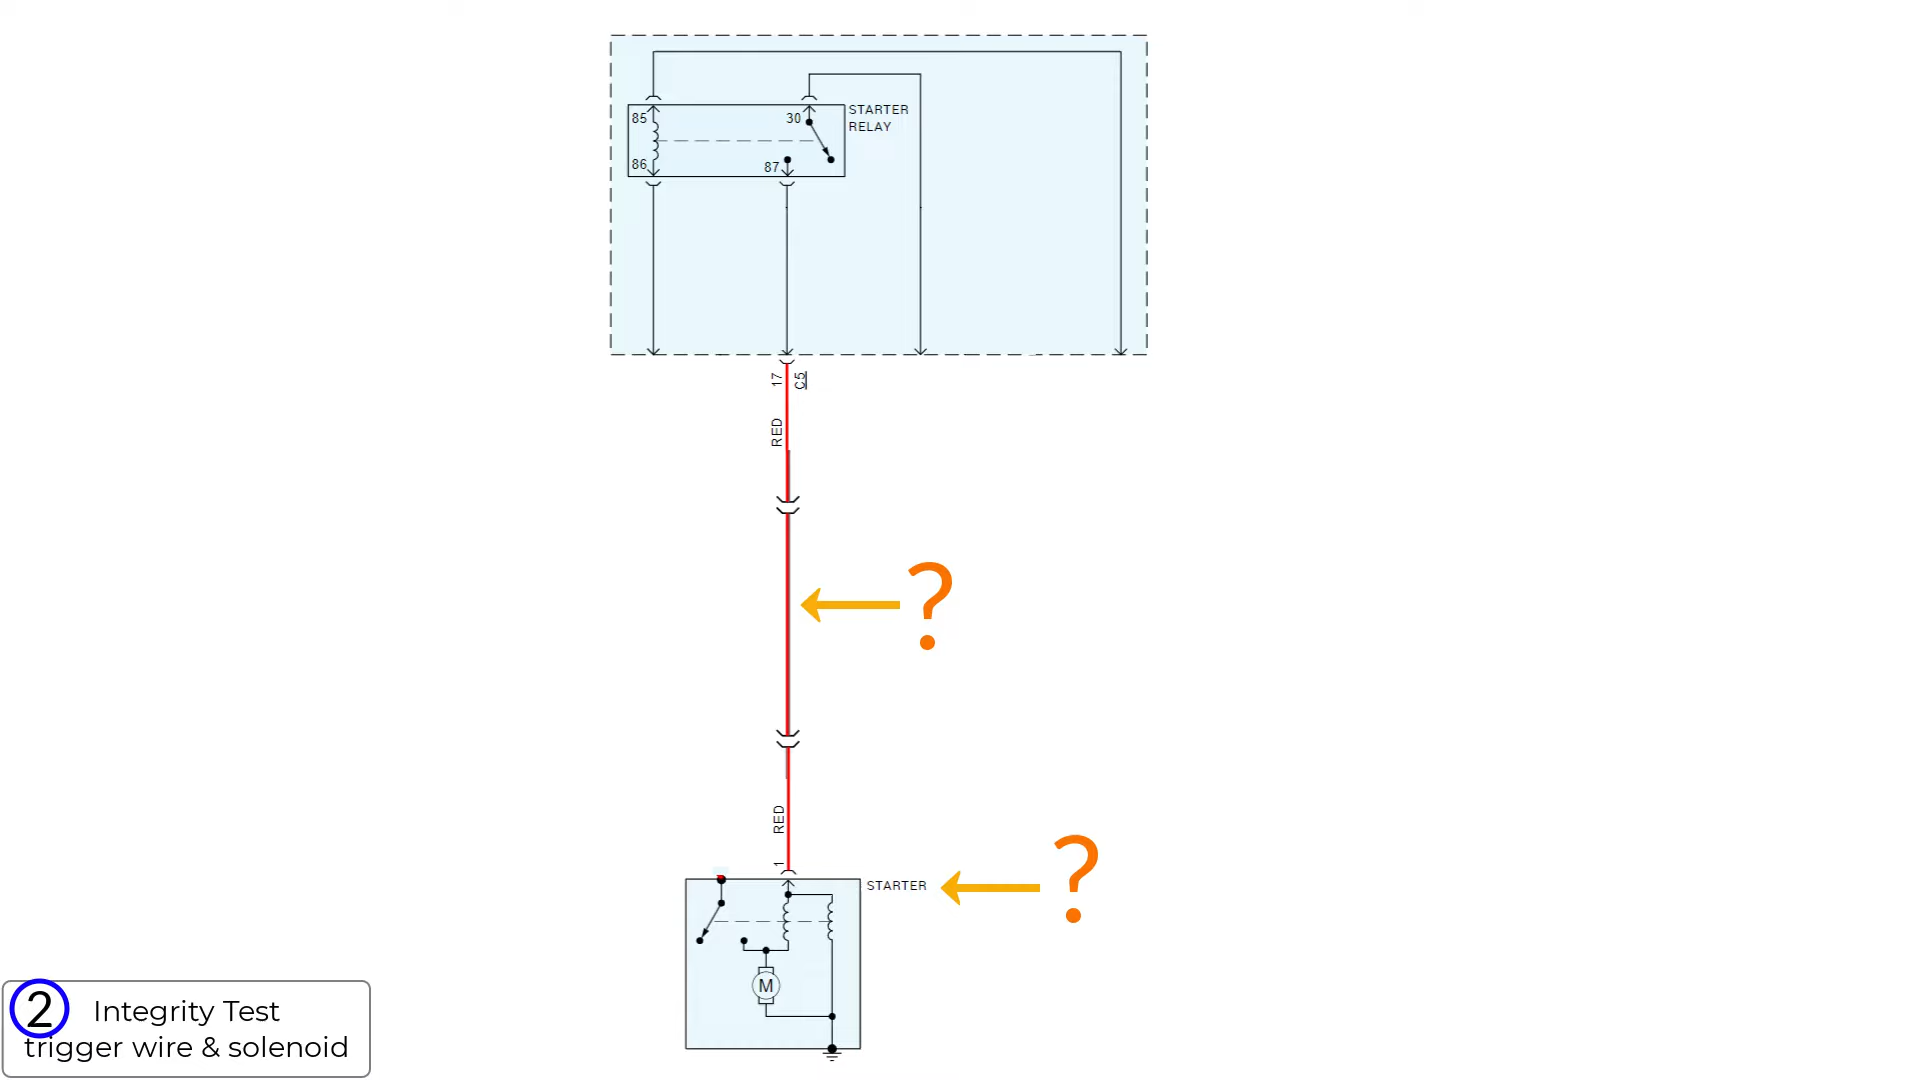 85
30
STARTER
RELAY
86
87
17
C5
RED
?
RED
1
STARTER
?
M
2
Integrity Test
trigger wire & solenoid